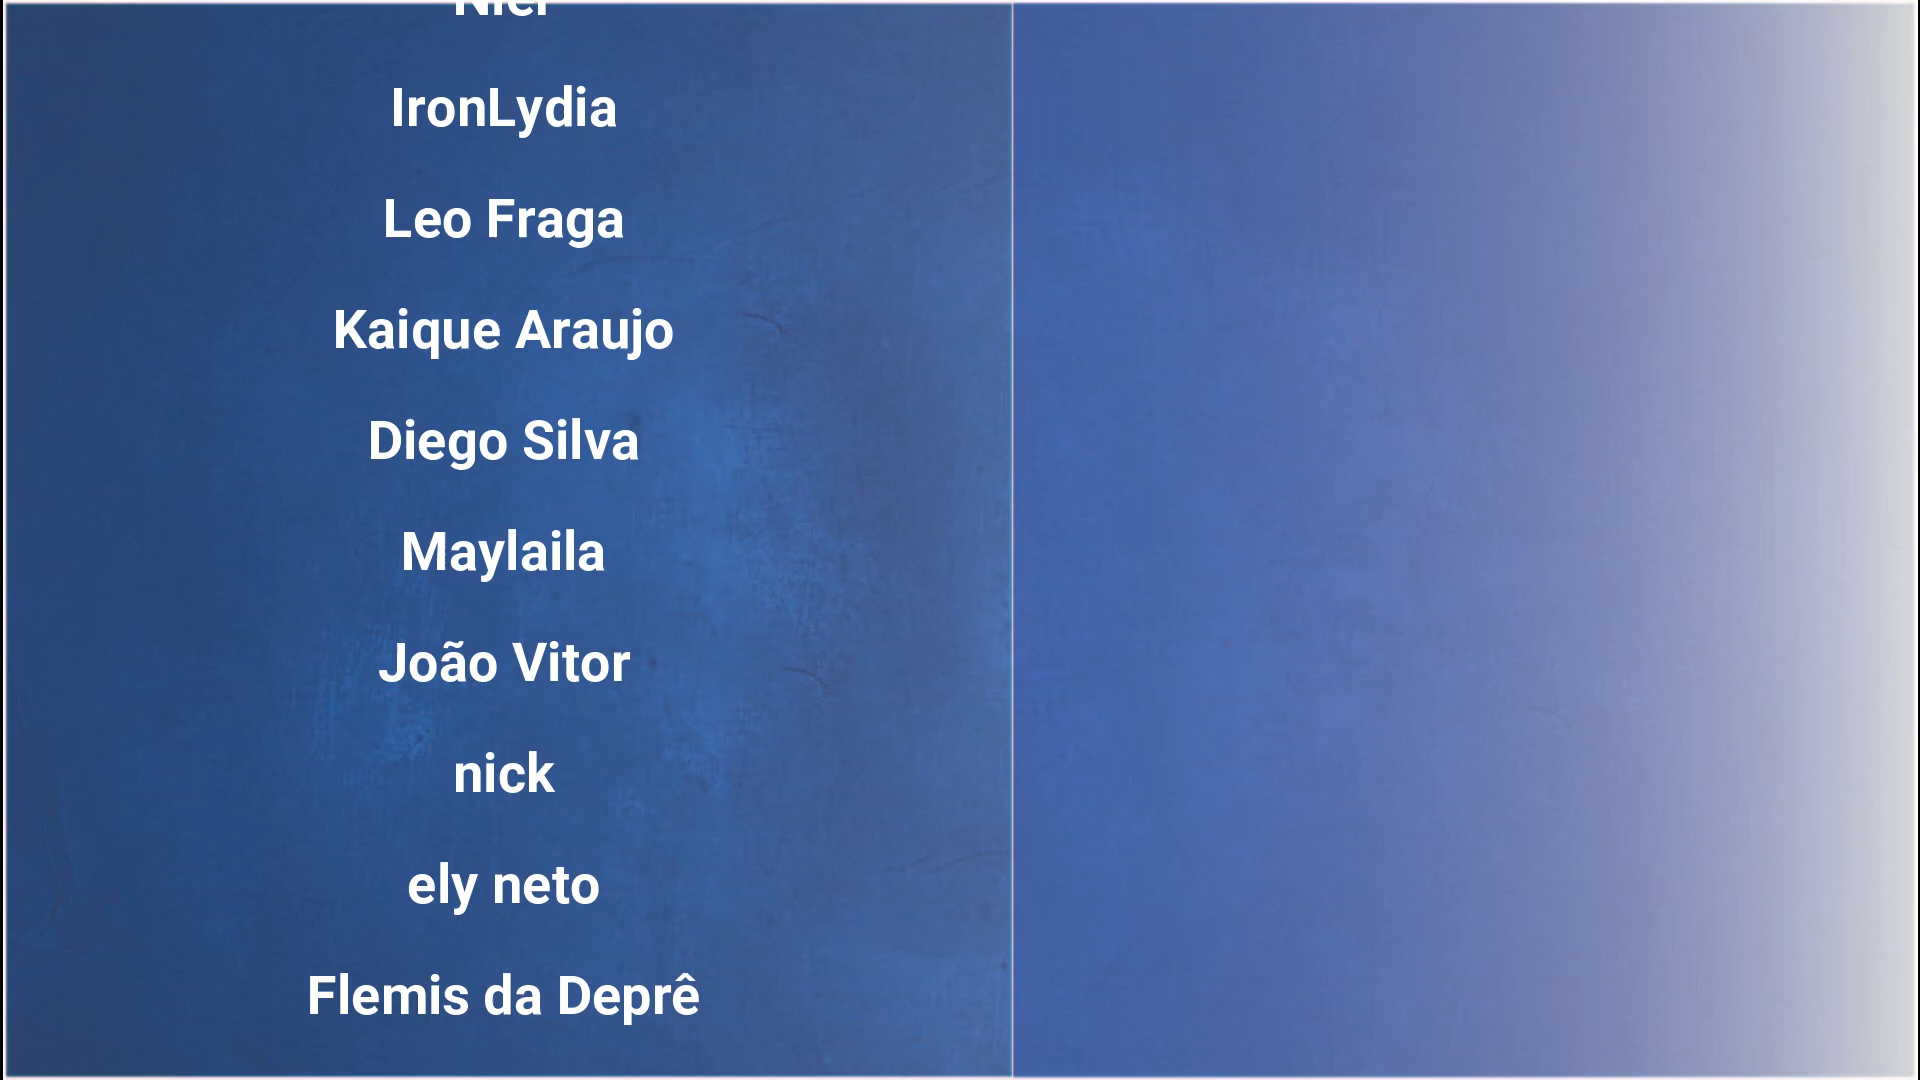 IronLydia
Leo Fraga
Kaique Araujo
Diego Silva
Maylaila
João Vitor
nick
ely neto
Flemis da Deprê